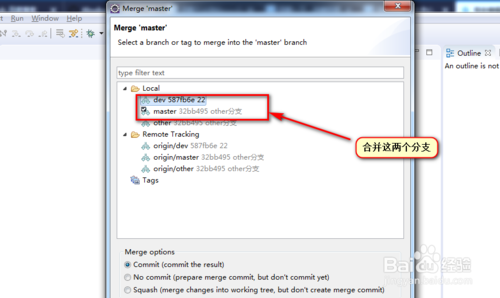 Merge 'master'
Run Window Help
Merge 'master'
Select a branch or tag to merge into the 'master' branch
Outline
An outline is not
type filter text
Local
dev 587fb6e 22
master 32bb495 other分支
other 32bb495 other分支
合并这两个分支
Remote Tracking
origin/dev 587fb6e 22
origin/master 32bb495 other分支
origin/other 32bb495 other分支
Tags
Merge options
Commit (commit the result)
No commit (prepare merge commit, but don't commit yet)
Squash (merge changes into working tree, but don't create merge commit)
Baidu 经验